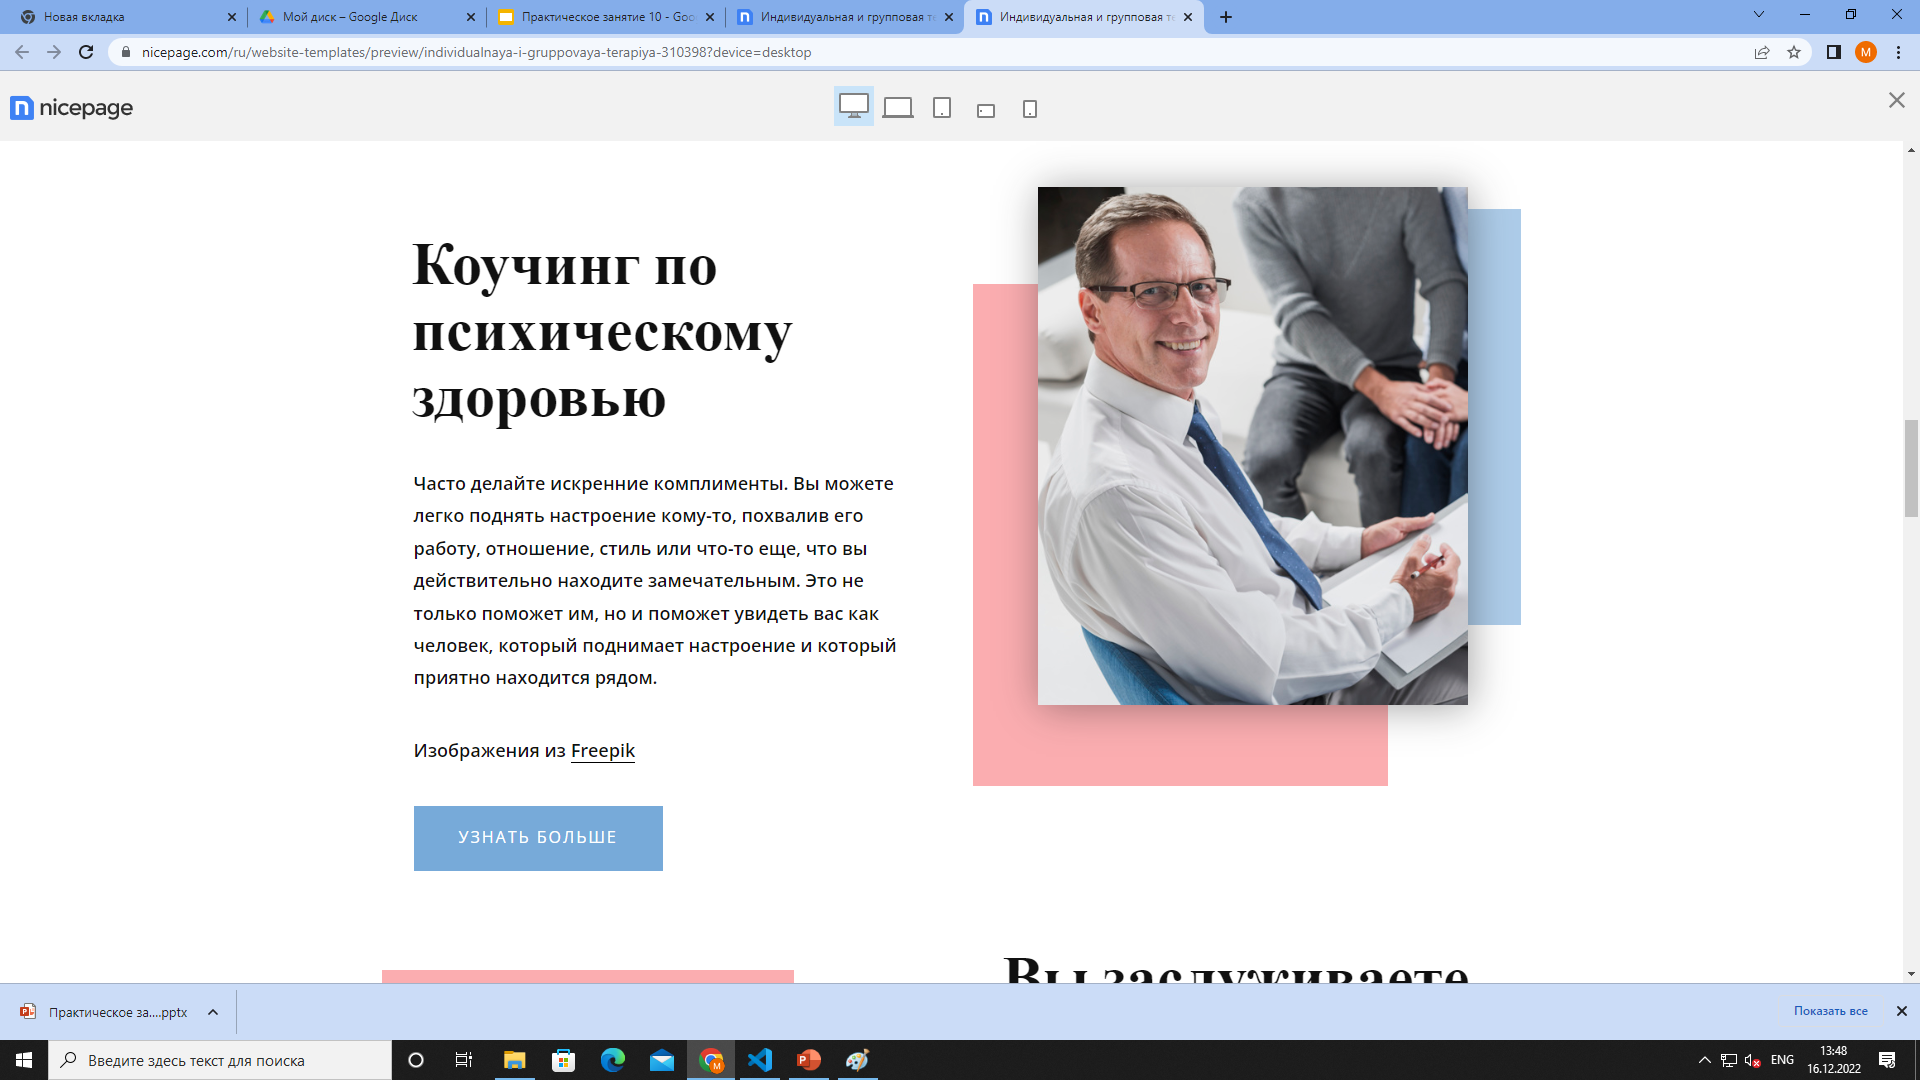 Новая вкладка
Мой диск – Google Диск
Практическое занятие 10 - Goo
Индивидуальная и групповая те
Индивидуальная и групповая те
nicepage.com/ru/website-templates/preview/individualnaya-i-gruppovaya-terapiya-310398?device=desktop
M
nicepage
Коучинг по
психическому
здоровью
Часто делайте искренние комплименты. Вы можете
легко поднять настроение кому-то, похвалив его
работу, отношение, стиль или что-то еще, что вы
действительно находите замечательным. Это не
только поможет им, но и поможет увидеть вас как
человек, который поднимает настроение и который
приятно находится рядом.
Изображения из Freepik
УЗНАТЬ БОЛЬШЕ
Вы заслуживаете
Практическое за....pptx
Показать все
Введите здесь текст для поиска
ENG
13:48
16.12.2022